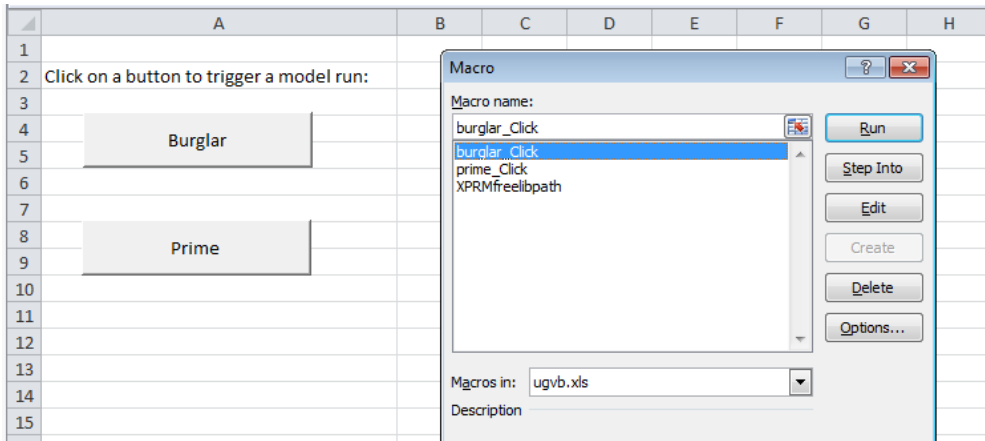 A B C D E F G H
1
2 Click on a button to trigger a model run:
3
4
5
6
7
8
9
10
11
12
13
14
15
Burglar
Prime
Macro
?
Macro name:
burglar_Click
burglar_Click
prime_Click
XPRMfreelibpath
Run
Step Into
Edit
Create
Delete
Options...
Macros in: ugvb.xls
Description